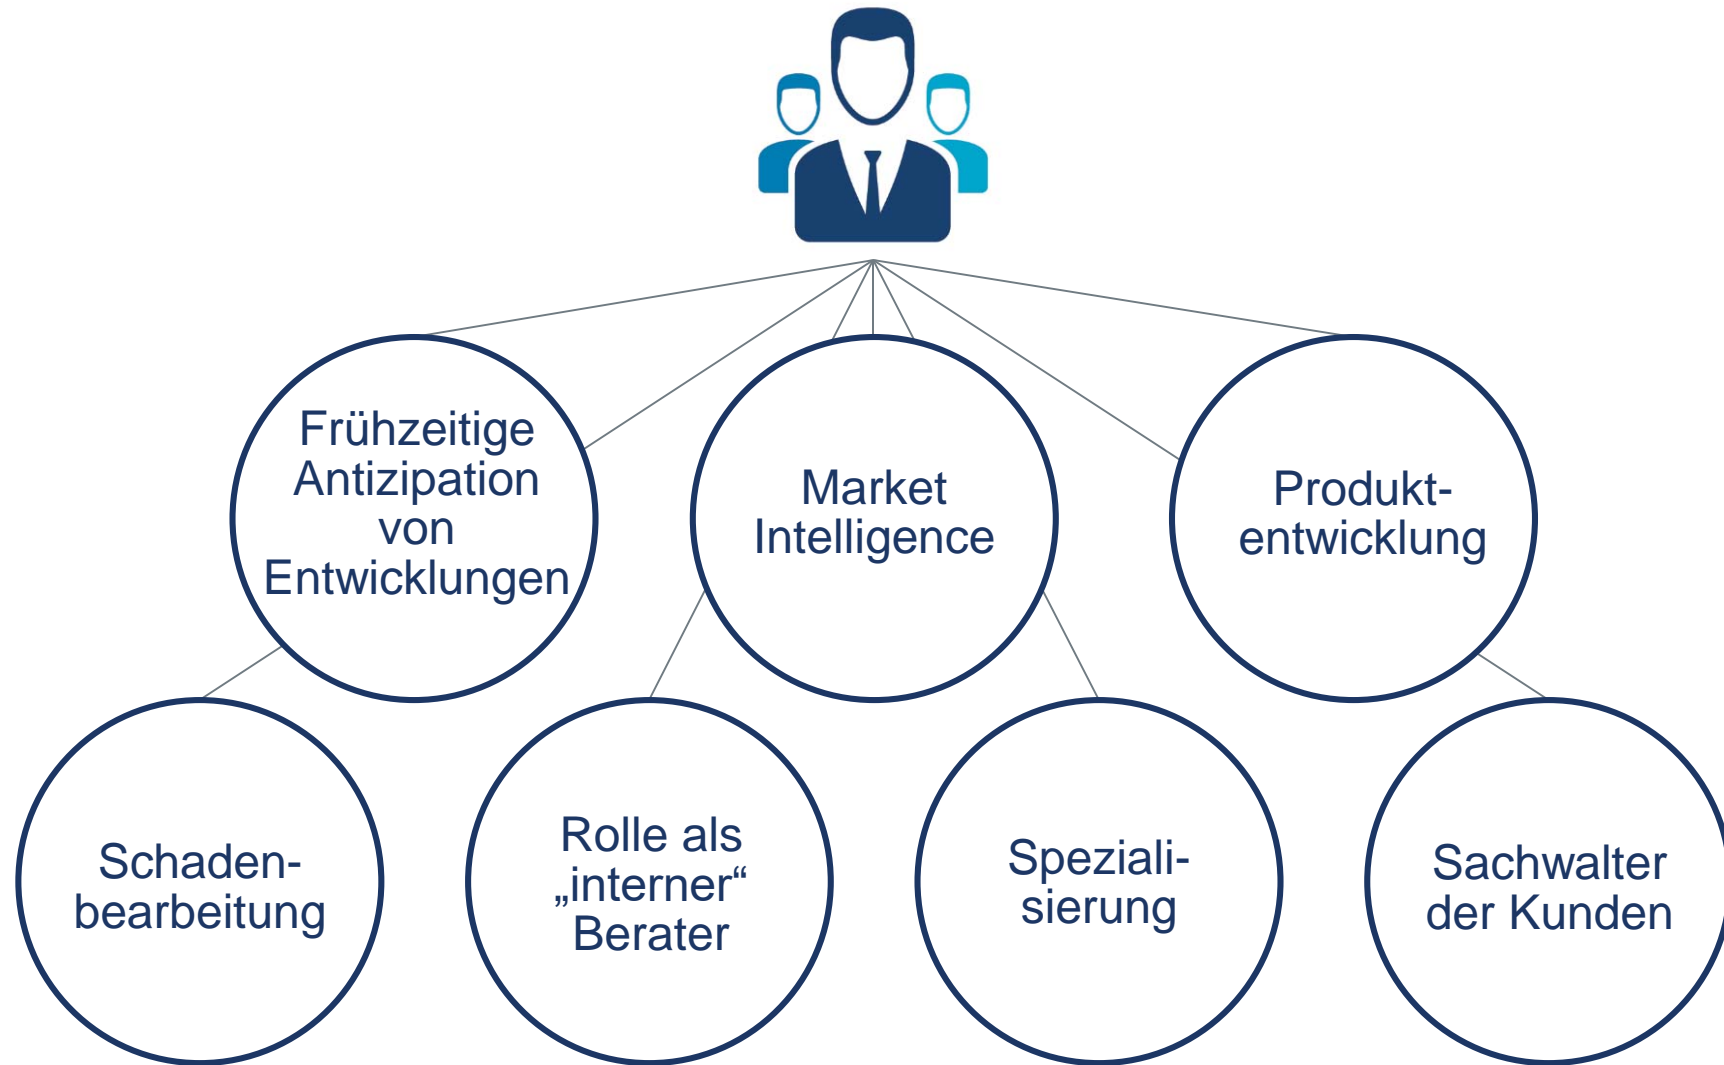 Frühzeitige
Antizipation
von
Entwicklungen
Market
Intelligence
Produkt-
entwicklung
Schaden-
bearbeitung
Rolle als
„interner“
Berater
Speziali-
sierung
Sachwalter
der Kunden